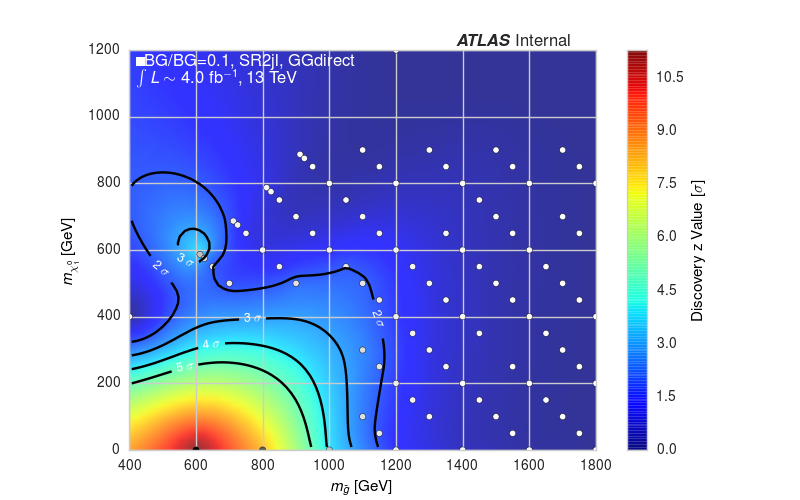 ATLAS Internal
BG/BG=0.1, SR2jl, GGdirect
∫ L ∼ 4.0 fb⁻¹, 13 TeV
1200
1000
800
600
400
200
0
400
600
800
1000
1200
1400
1600
1800
m_g̃ [GeV]
m_χ̃₁⁰ [GeV]
2 σ
3 σ
3 σ
4 σ
5 σ
2 σ
10.5
9.0
7.5
6.0
4.5
3.0
1.5
0.0
Discovery z Value [σ]